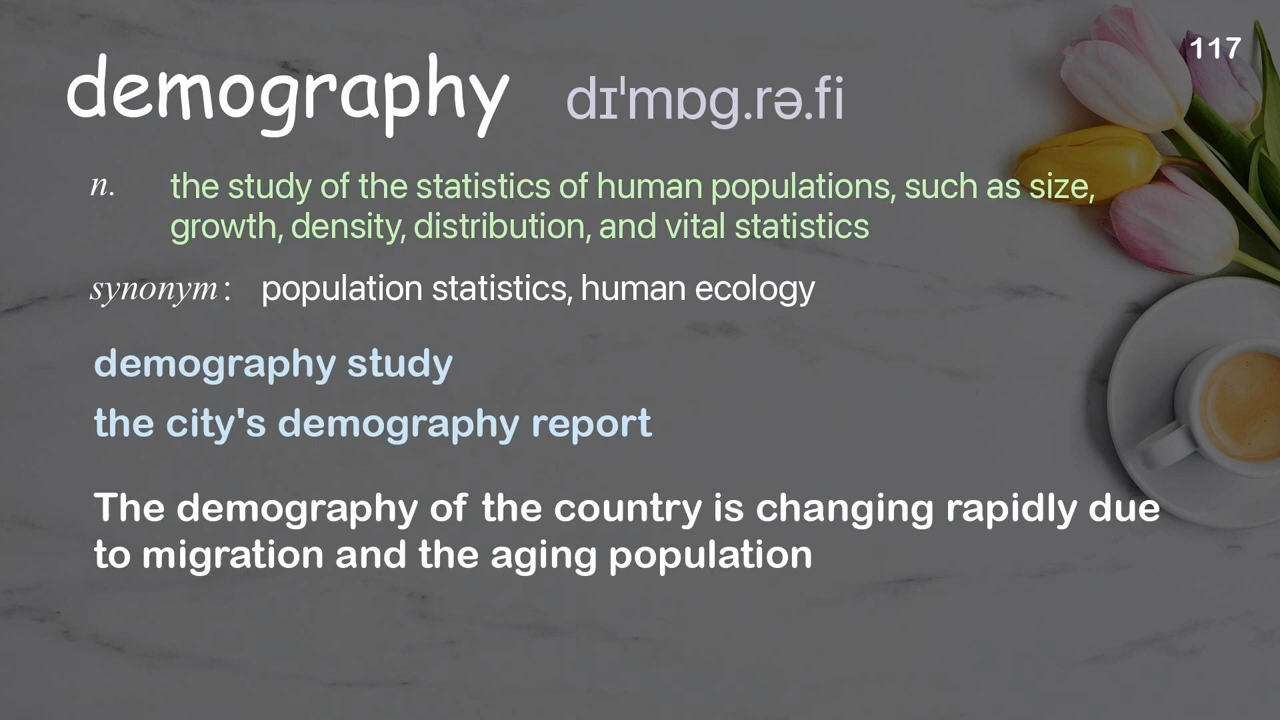 117
demography dɪˈmɒɡ.rə.fi
n. the study of the statistics of human populations, such as size,
growth, density, distribution, and vital statistics
synonym: population statistics, human ecology
demography study
the city's demography report
The demography of the country is changing rapidly due
to migration and the aging population